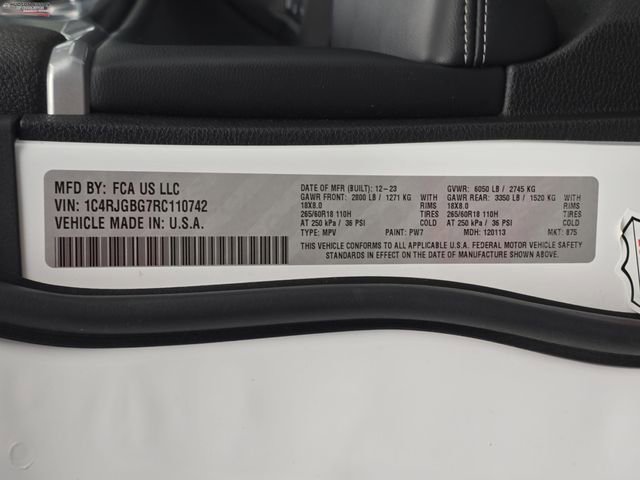 MFD BY: FCA US LLC
VIN: 1C4RJGBG7RC110742
VEHICLE MADE IN: U.S.A.
DATE OF MFR (BUILT): 12-23 GVWR: 6050 LB / 2745 KG
GAWR FRONT: 2800 LB / 1271 KG WITH GAWR REAR: 3350 LB / 1520 KG WITH
18X8.0 RIMS 18X8.0 RIMS
265/60R18 110H TIRES 265/60R18 110H TIRES
AT 250 kPa / 36 PSI COLD AT 250 kPa / 36 PSI COLD
TYPE: MPV PAINT: PW7 MDH: 120113 MKT: 875
THIS VEHICLE CONFORMS TO ALL APPLICABLE U.S.A. FEDERAL MOTOR VEHICLE SAFETY
STANDARDS IN EFFECT ON THE DATE OF MANUFACTURE SHOWN ABOVE.